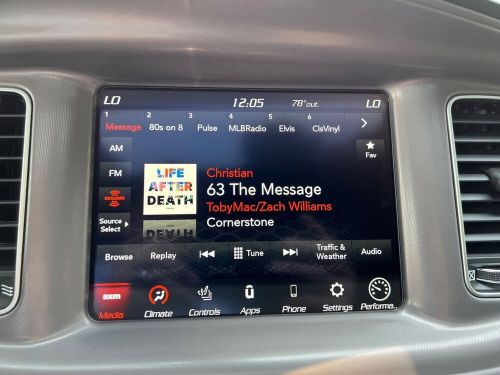 LO 12:05 78° out. LO
1 2 3 4 5 6
Message 80s on 8 Pulse MLBRadio Elvis ClsVinyl
AM
Fav
FM
Source
Select
LIFE
AFTER
DEATH
DEATH
Christian
63 The Message
TobyMac/Zach Williams
Cornerstone
Browse Replay Tune Traffic &
Weather Audio
sxm
Media Climate Controls Apps Phone Settings Performa..